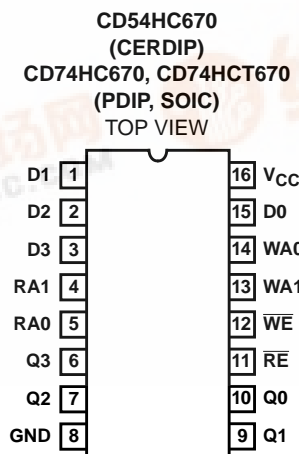 CD54HC670
(CERDIP)
CD74HC670, CD74HCT670
(PDIP, SOIC)
TOP VIEW
D1 1 16 VCC
D2 2 15 D0
D3 3 14 WA0
RA1 4 13 WA1
RA0 5 12 WE
Q3 6 11 RE
Q2 7 10 Q0
GND 8 9 Q1